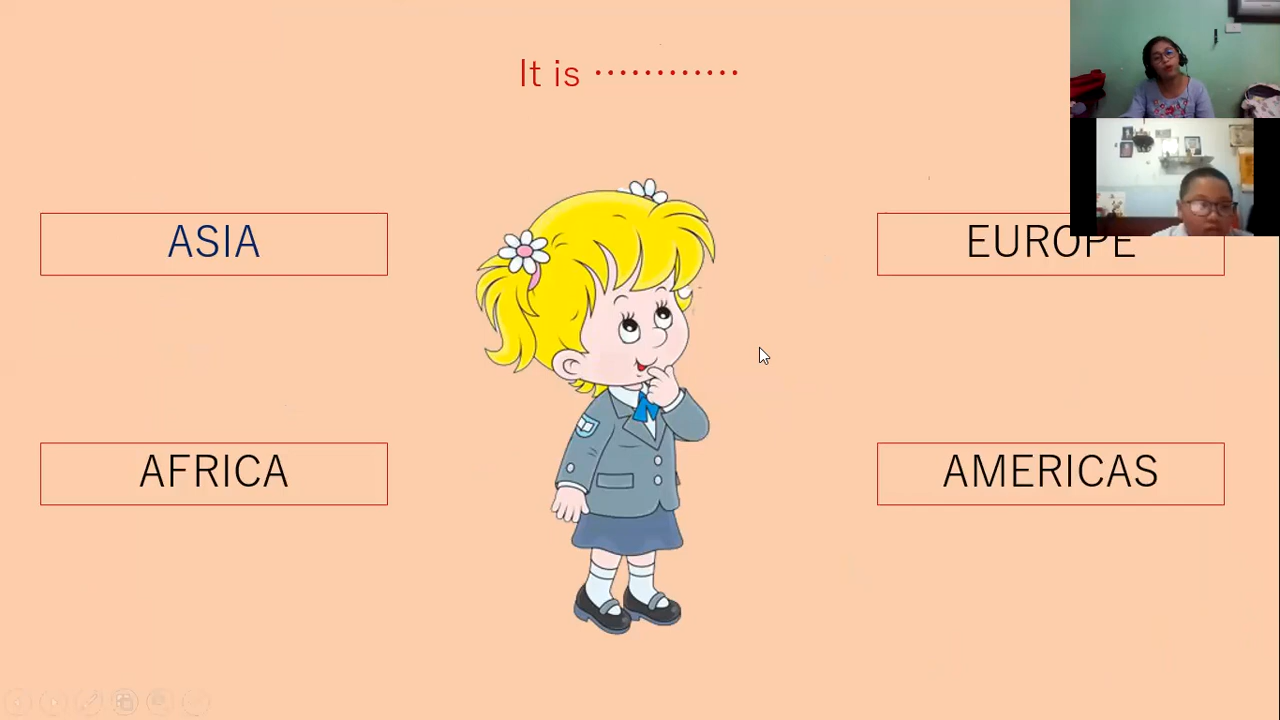 It is ............
ASIA
EUROPE
AFRICA
AMERICAS